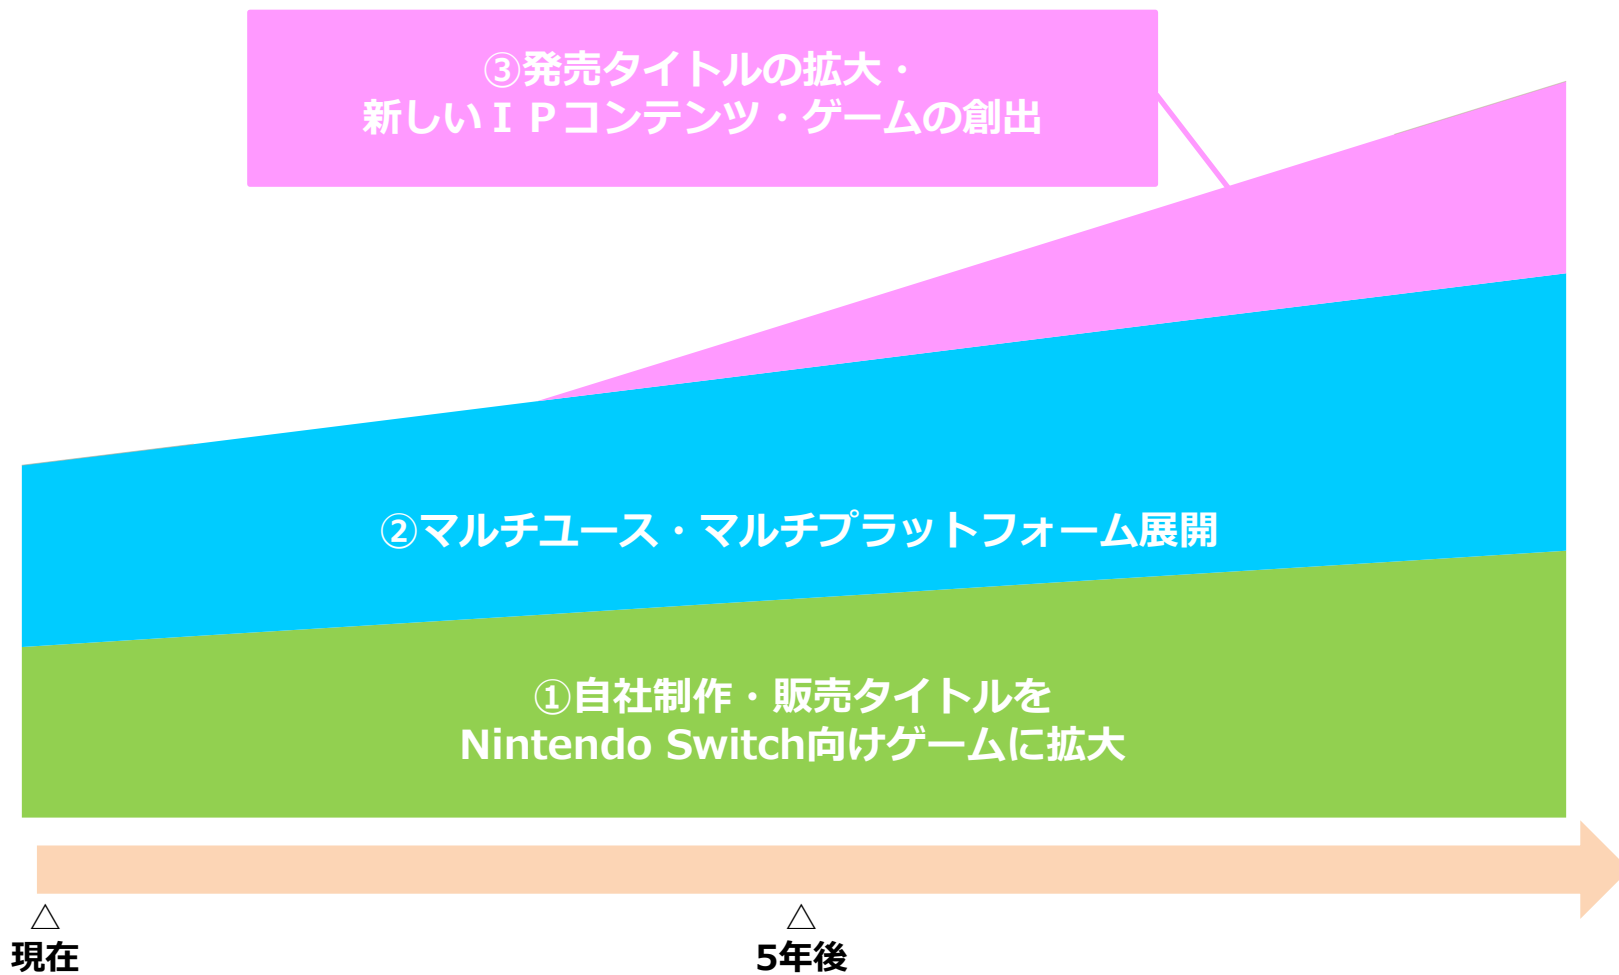 ③発売タイトルの拡大・
新しいＩＰコンテンツ・ゲームの創出
②マルチユース・マルチプラットフォーム展開
①自社制作・販売タイトルを
Nintendo Switch向けゲームに拡大
△ △
現在 5年後